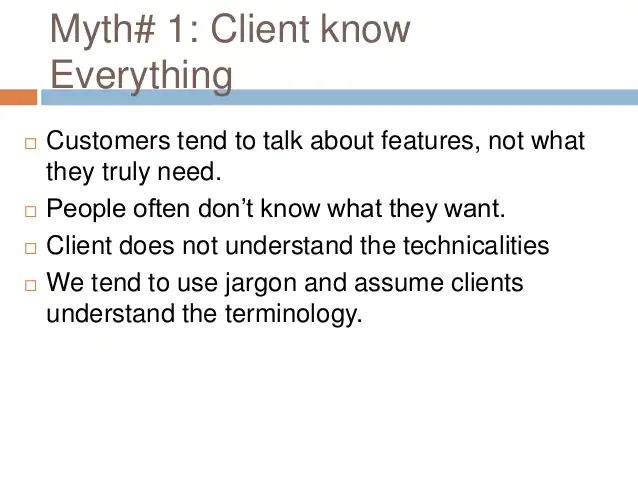 Myth# 1: Client know
Everything
Customers tend to talk about features, not what
they truly need.
People often don’t know what they want.
Client does not understand the technicalities
We tend to use jargon and assume clients
understand the terminology.